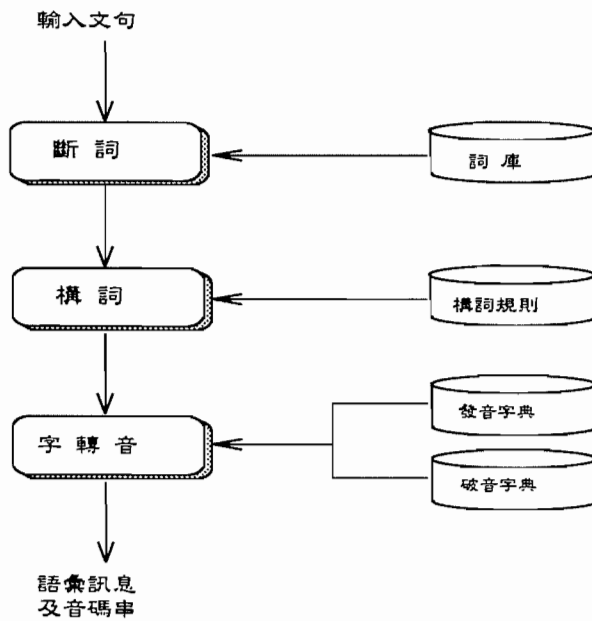 輸入文句
斷詞
詞庫
構詞
構詞規則
發音字典
字轉音
破音字典
語彙訊息
及音碼串